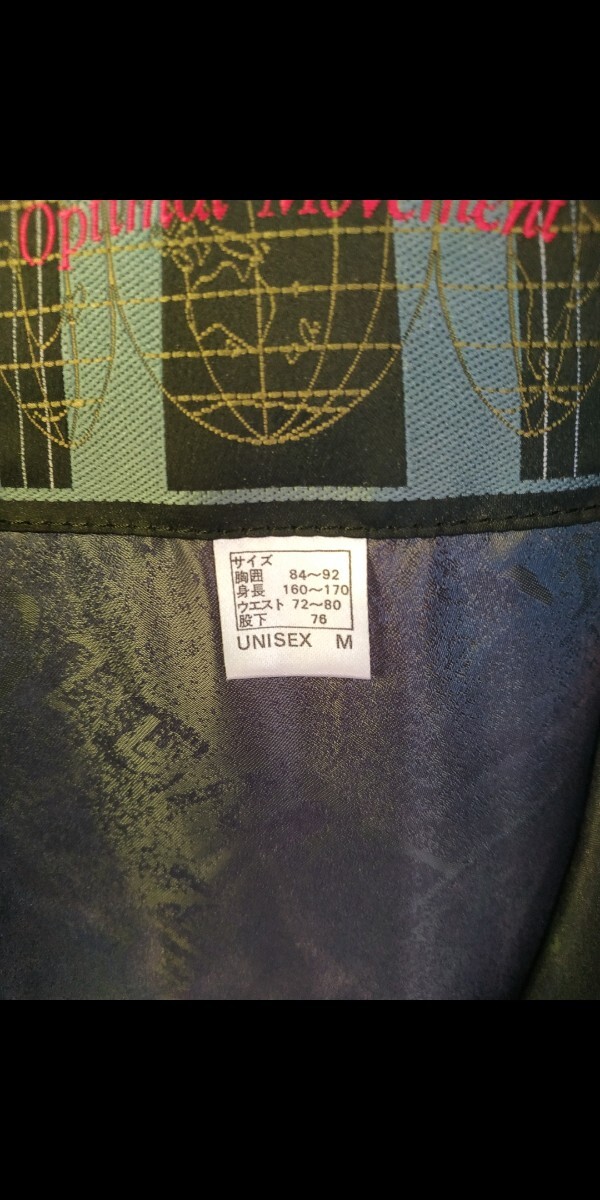 Optimal Movement
サイズ
胸囲 84～92
身長 160～170
ウエスト 72～80
股下 76
UNISEX M